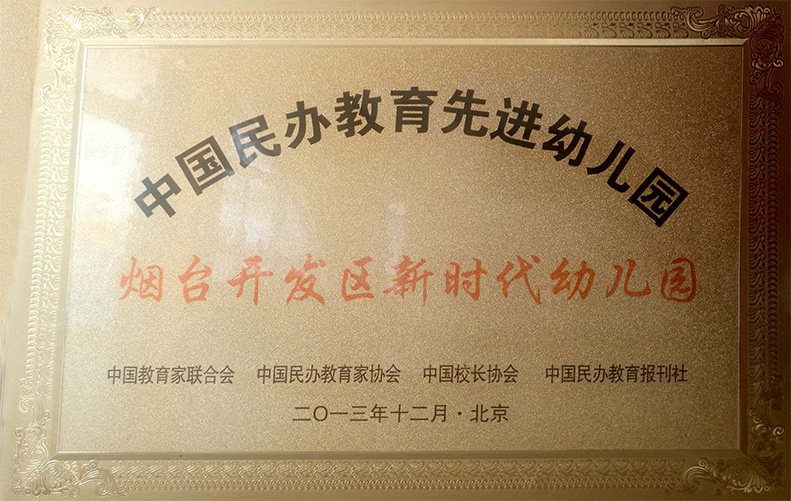 中国民办教育先进幼儿园
烟台开发区新时代幼儿园
中国教育家联合会 中国民办教育家协会 中国校长协会 中国民办教育报刊社
二〇一三年十二月·北京